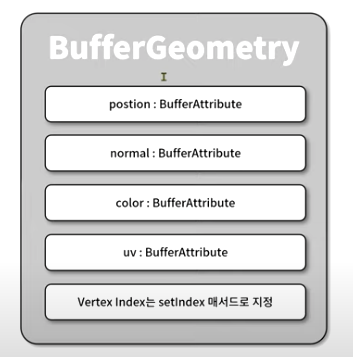 BufferGeometry
postion : BufferAttribute
normal : BufferAttribute
color : BufferAttribute
uv : BufferAttribute
Vertex Index는 setIndex 매서드로 지정